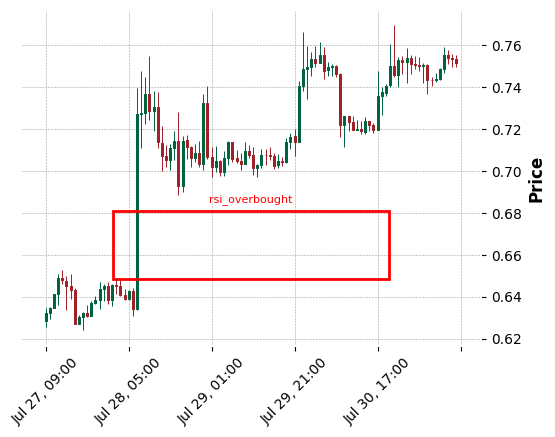 0.76
0.74
0.72
0.70
rsi_overbought
0.68
0.66
0.64
0.62
Price
Jul 27, 09:00
Jul 28, 05:00
Jul 29, 01:00
Jul 29, 21:00
Jul 30, 17:00